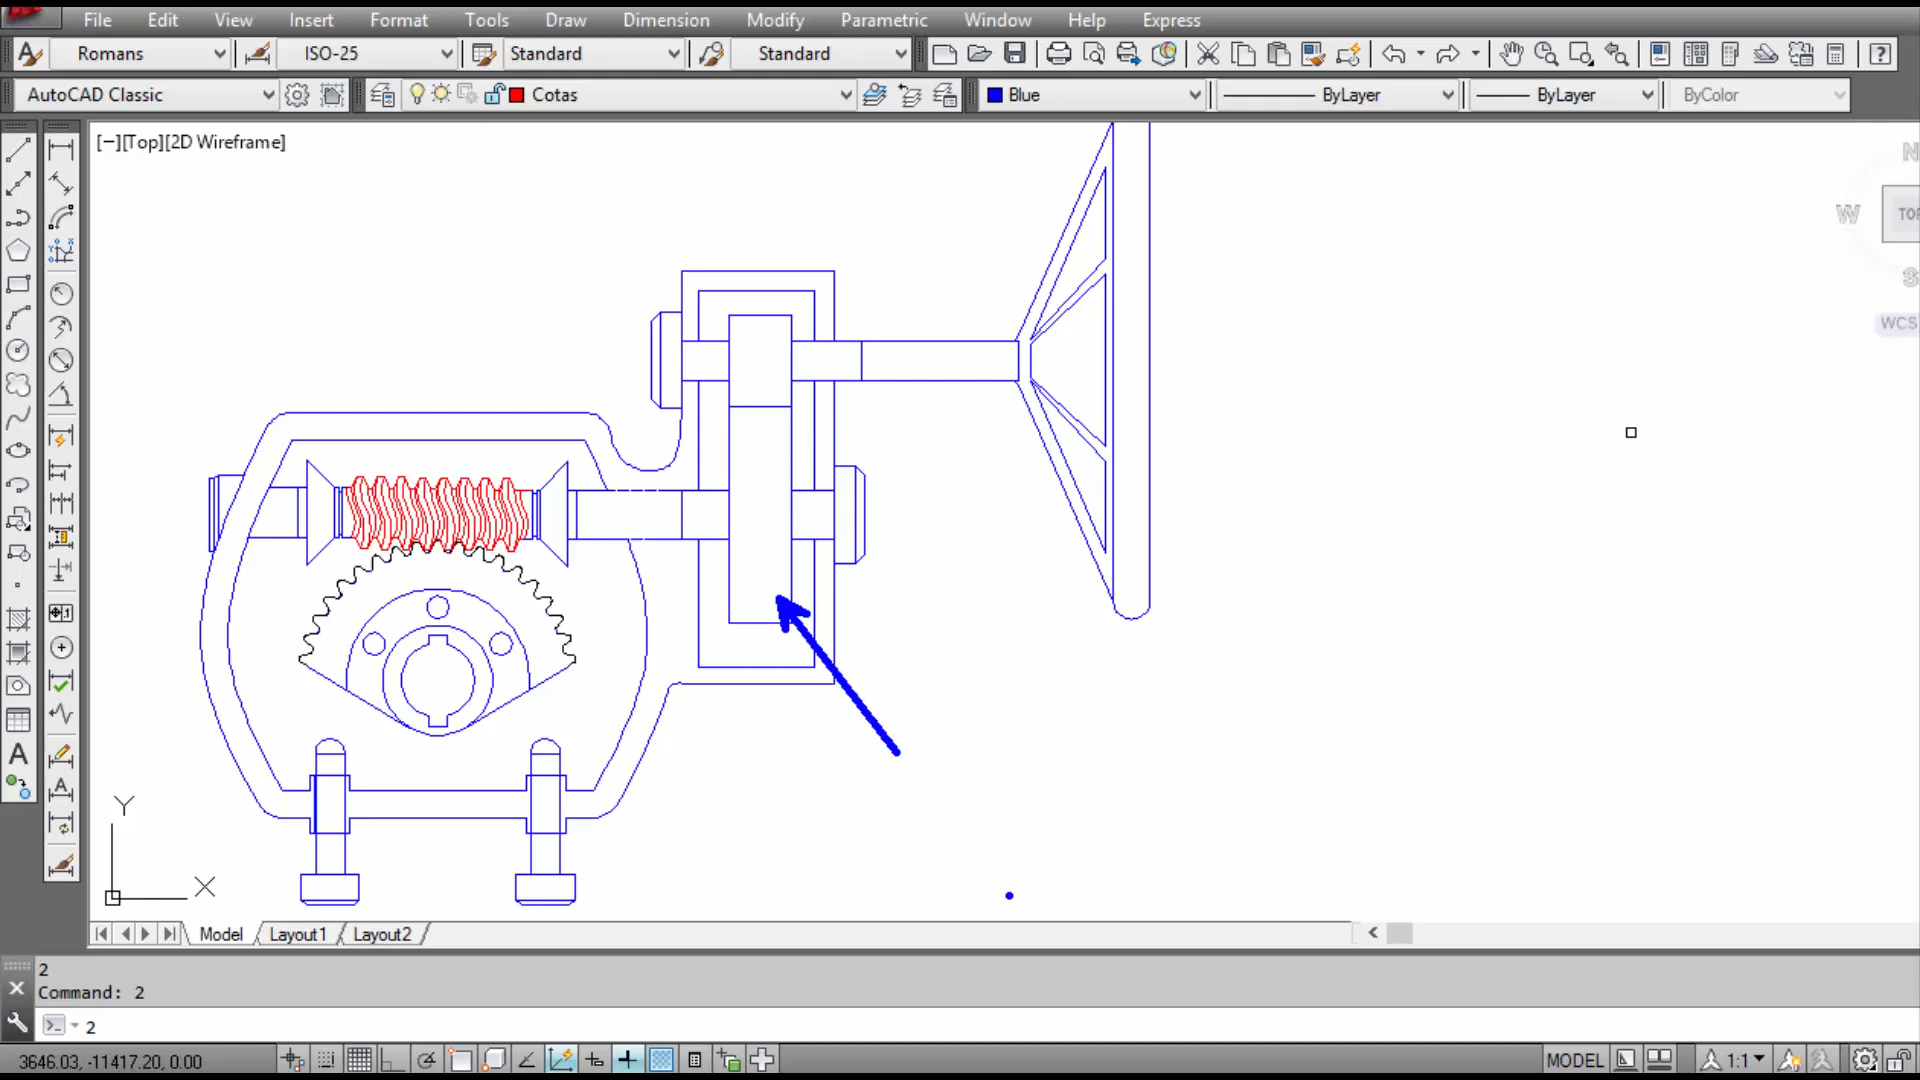 File Edit View Insert Format Tools Draw Dimension Modify Parametric Window Help Express
Romans ISO-25 Standard Standard
AutoCAD Classic Cotas Blue ByLayer ByLayer ByColor
[−][Top][2D Wireframe]
N
W TOP
S
WCS
Y
X
Model Layout1 Layout2
2
Command: 2
2
3646.03, -11417.20, 0.00 MODEL 1:1